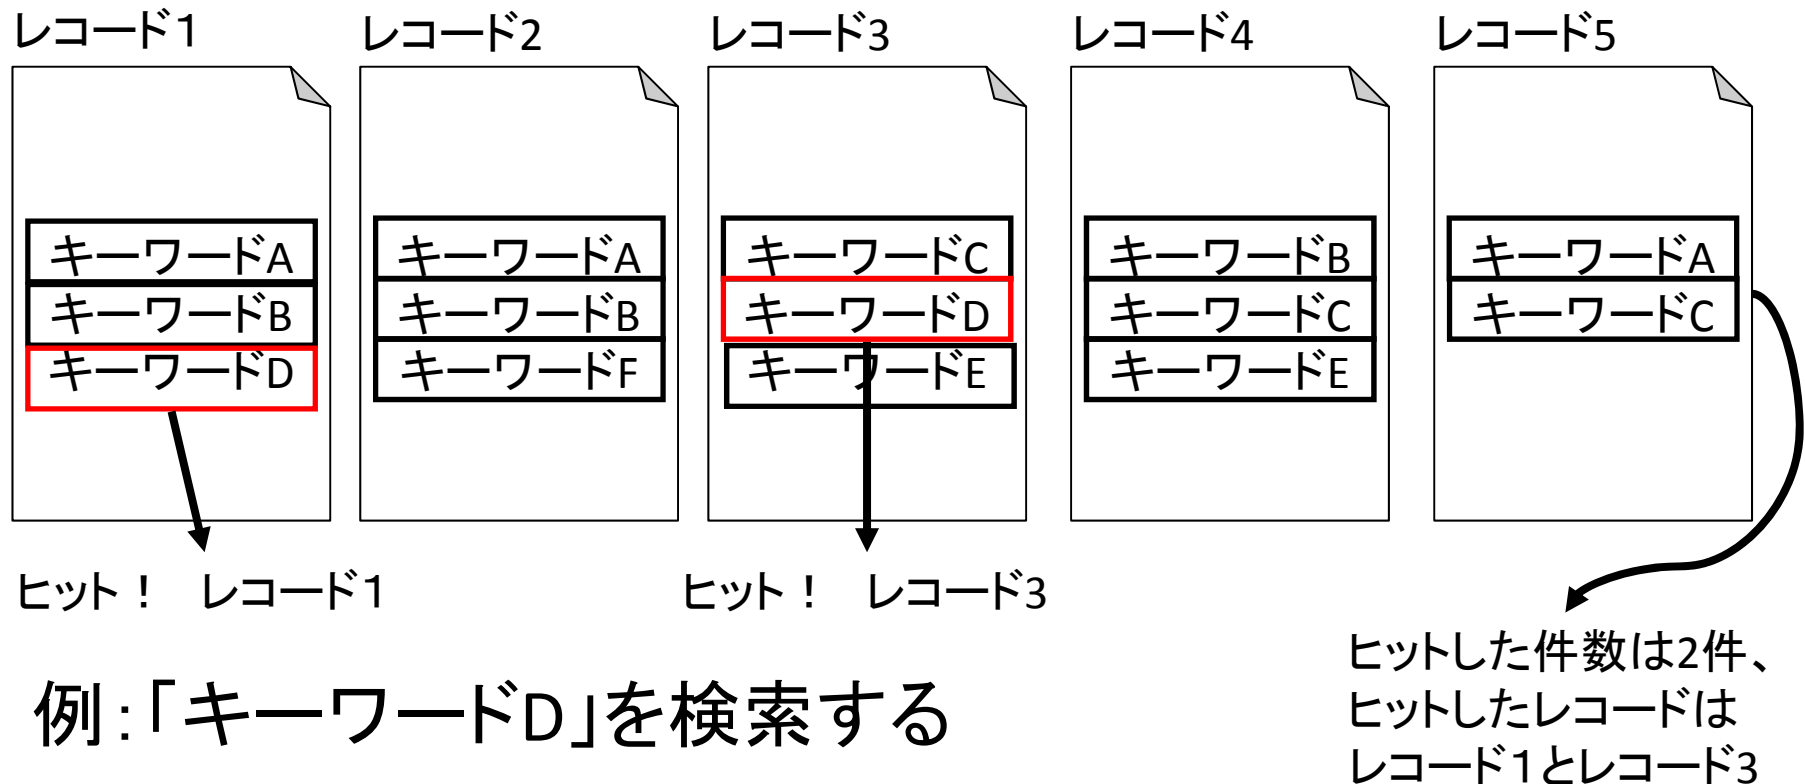 レコード1
キーワードA
キーワードB
キーワードD
ヒット！　レコード1
レコード2
キーワードA
キーワードB
キーワードF
レコード3
キーワードC
キーワードD
キーワードE
ヒット！　レコード3
レコード4
キーワードB
キーワードC
キーワードE
レコード5
キーワードA
キーワードC
ヒットした件数は2件、
ヒットしたレコードは
レコード1とレコード3
例：「キーワードD」を検索する